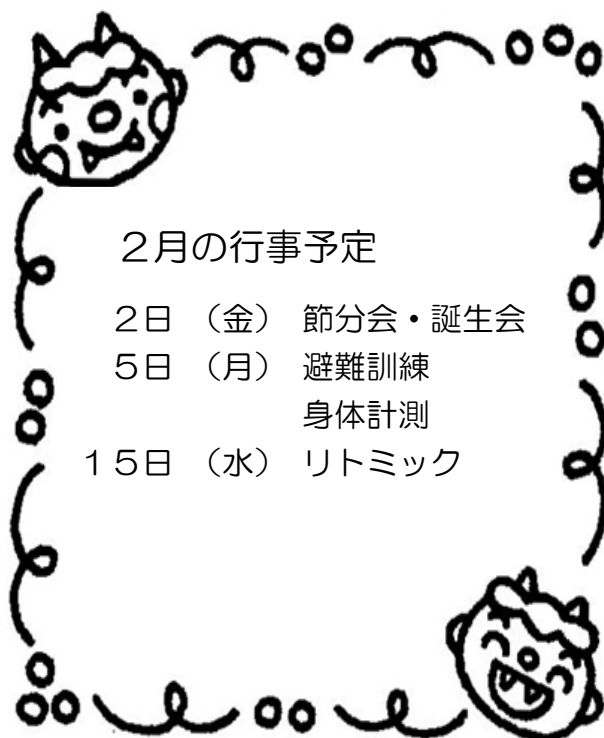 ２月の行事予定
２日　（金）　節分会・誕生会
５日　（月）　避難訓練
身体計測
１５日　（水）　リトミック